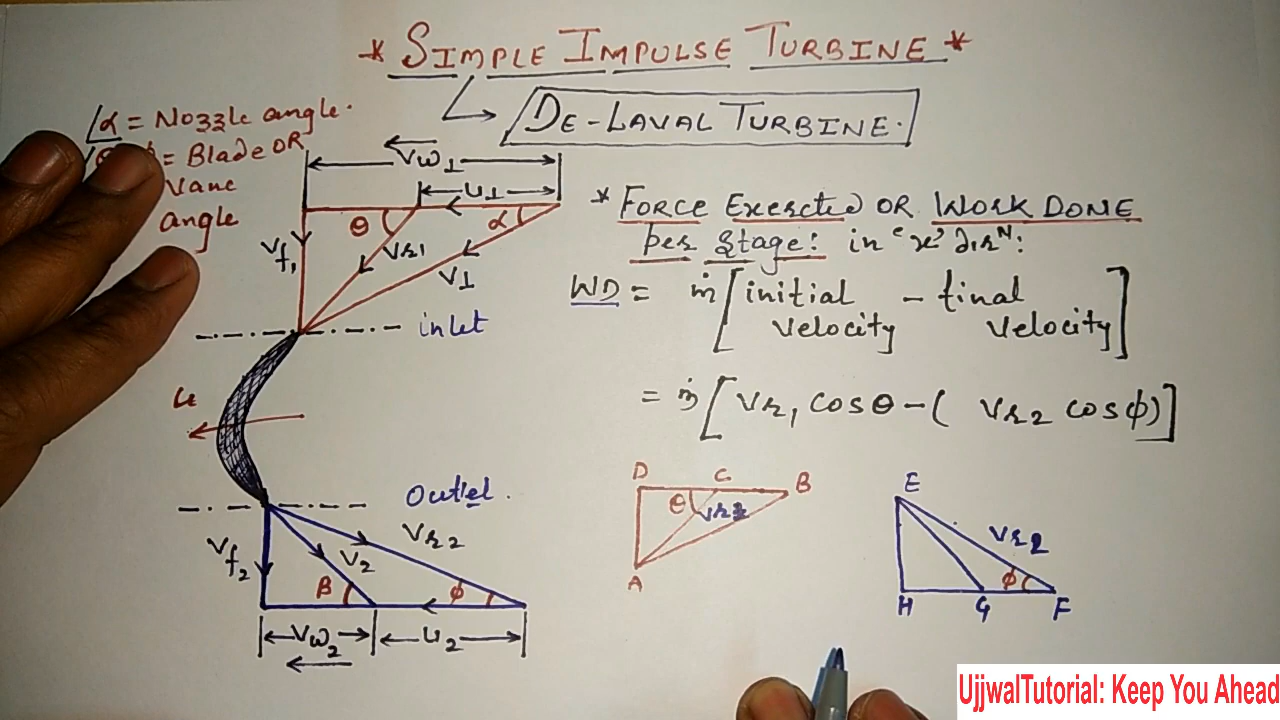 * SIMPLE IMPULSE TURBINE *
DE-LAVAL TURBINE.
α = Nozzle angle.
= Blade OR
Vane
angle
Vw1
u1
θ
α
Vf1
Vr1
V1
inlet
u
* FORCE Exercted OR WORK DONE
per stage: in 'x' dirN:
WD = ṁ [initial velocity - final velocity]
= ṁ [Vr1 cosθ - ( Vr2 cosϕ)]
Outlet.
Vf2
V2
Vr2
β
ϕ
Vw2
u2
D C B
θ
A
E
Vr2
ϕ
H G F
UjjwalTutorial: Keep You Ahead